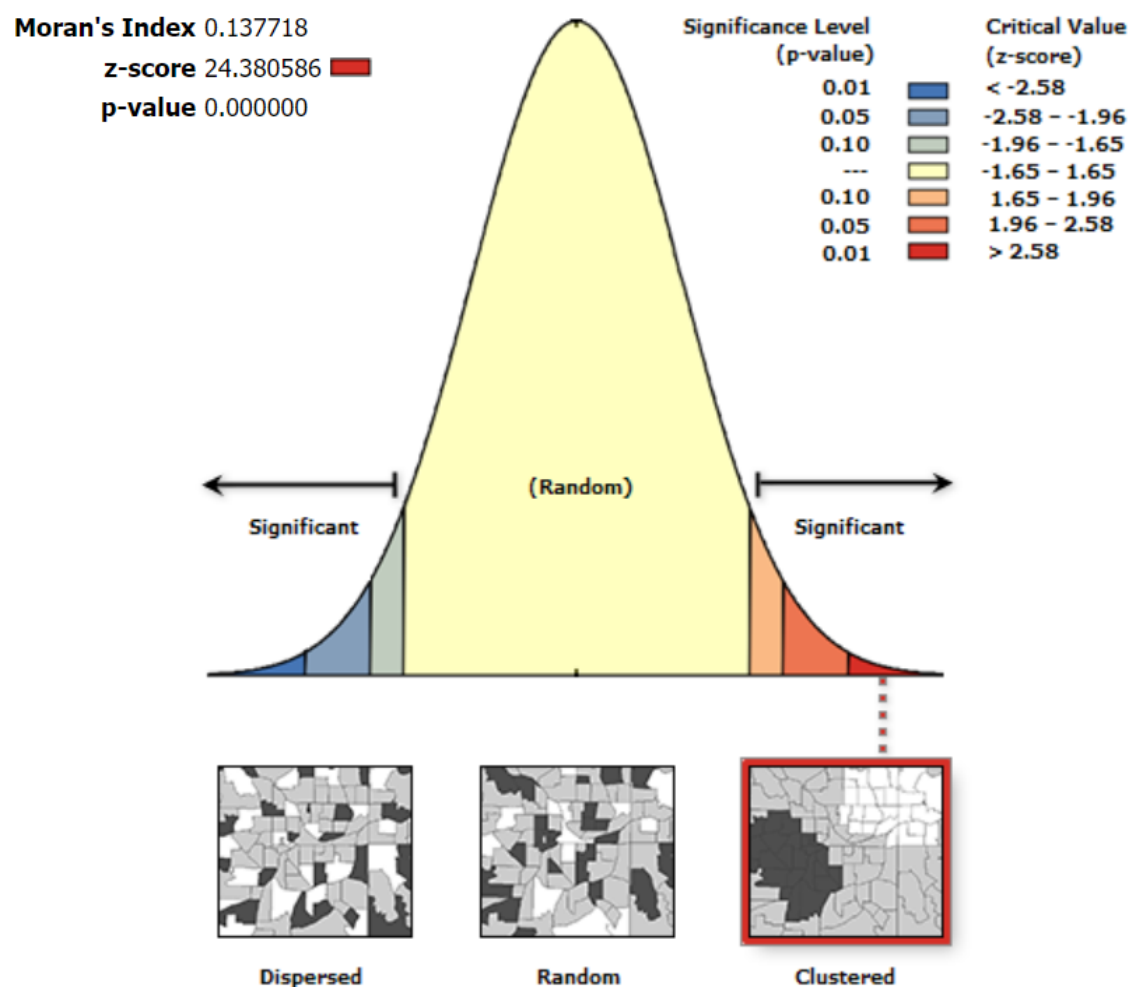 Moran's Index 0.137718
z-score 24.380586
p-value 0.000000
Significance Level
(p-value)
Critical Value
(z-score)
0.01 < -2.58
0.05 -2.58 – -1.96
0.10 -1.96 – -1.65
--- -1.65 – 1.65
0.10 1.65 – 1.96
0.05 1.96 – 2.58
0.01 > 2.58
(Random)
Significant
Significant
Dispersed
Random
Clustered